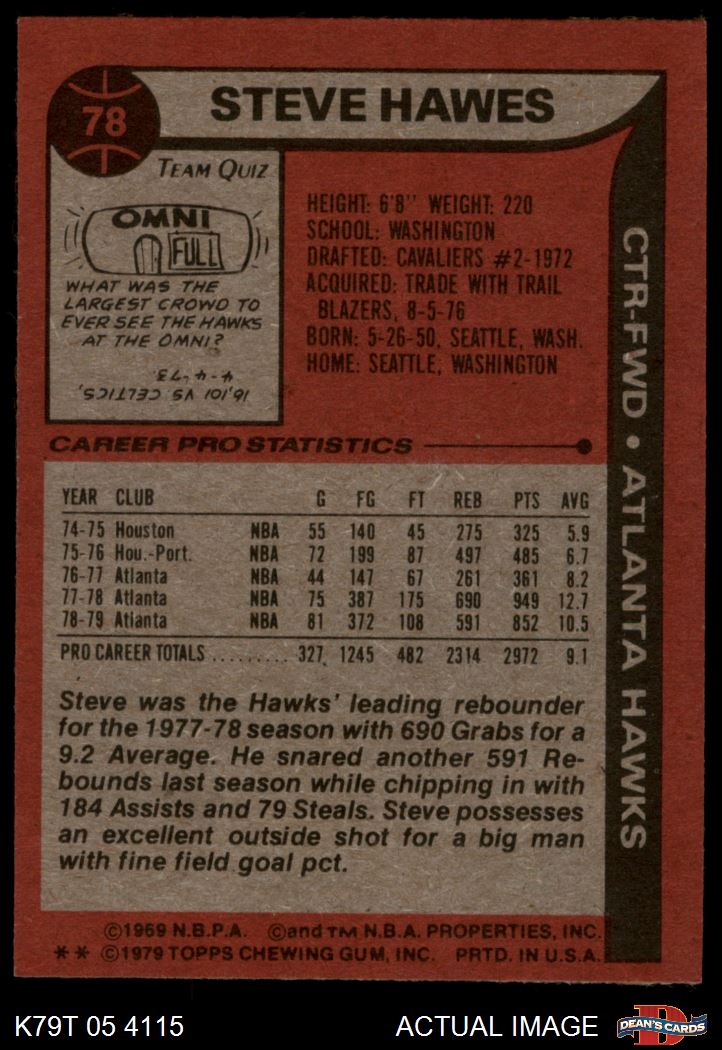 78
STEVE HAWES
TEAM QUIZ
OMNI
FULL
WHAT WAS THE
LARGEST CROWD TO
EVER SEE THE HAWKS
AT THE OMNI?
16,101 VS CELTICS,
4-4-73.
HEIGHT: 6'8" WEIGHT: 220
SCHOOL: WASHINGTON
DRAFTED: CAVALIERS #2-1972
ACQUIRED: TRADE WITH TRAIL
BLAZERS, 8-5-76
BORN: 5-26-50, SEATTLE, WASH.
HOME: SEATTLE, WASHINGTON
CTR-FWD • ATLANTA HAWKS
CAREER PRO STATISTICS
YEAR CLUB G FG FT REB PTS AVG
74-75 Houston NBA 55 140 45 275 325 5.9
75-76 Hou.-Port. NBA 72 199 87 497 485 6.7
76-77 Atlanta NBA 44 147 67 261 361 8.2
77-78 Atlanta NBA 75 387 175 690 949 12.7
78-79 Atlanta NBA 81 372 108 591 852 10.5
PRO CAREER TOTALS ......... 327 1245 482 2314 2972 9.1
Steve was the Hawks' leading rebounder
for the 1977-78 season with 690 Grabs for a
9.2 Average. He snared another 591 Re-
bounds last season while chipping in with
184 Assists and 79 Steals. Steve possesses
an excellent outside shot for a big man
with fine field goal pct.
©1969 N.B.P.A. ©and TM N.B.A. PROPERTIES, INC.
** ©1979 TOPPS CHEWING GUM, INC. PRTD. IN U.S.A.
K79T 05 4115
ACTUAL IMAGE
DEAN'S CARDS